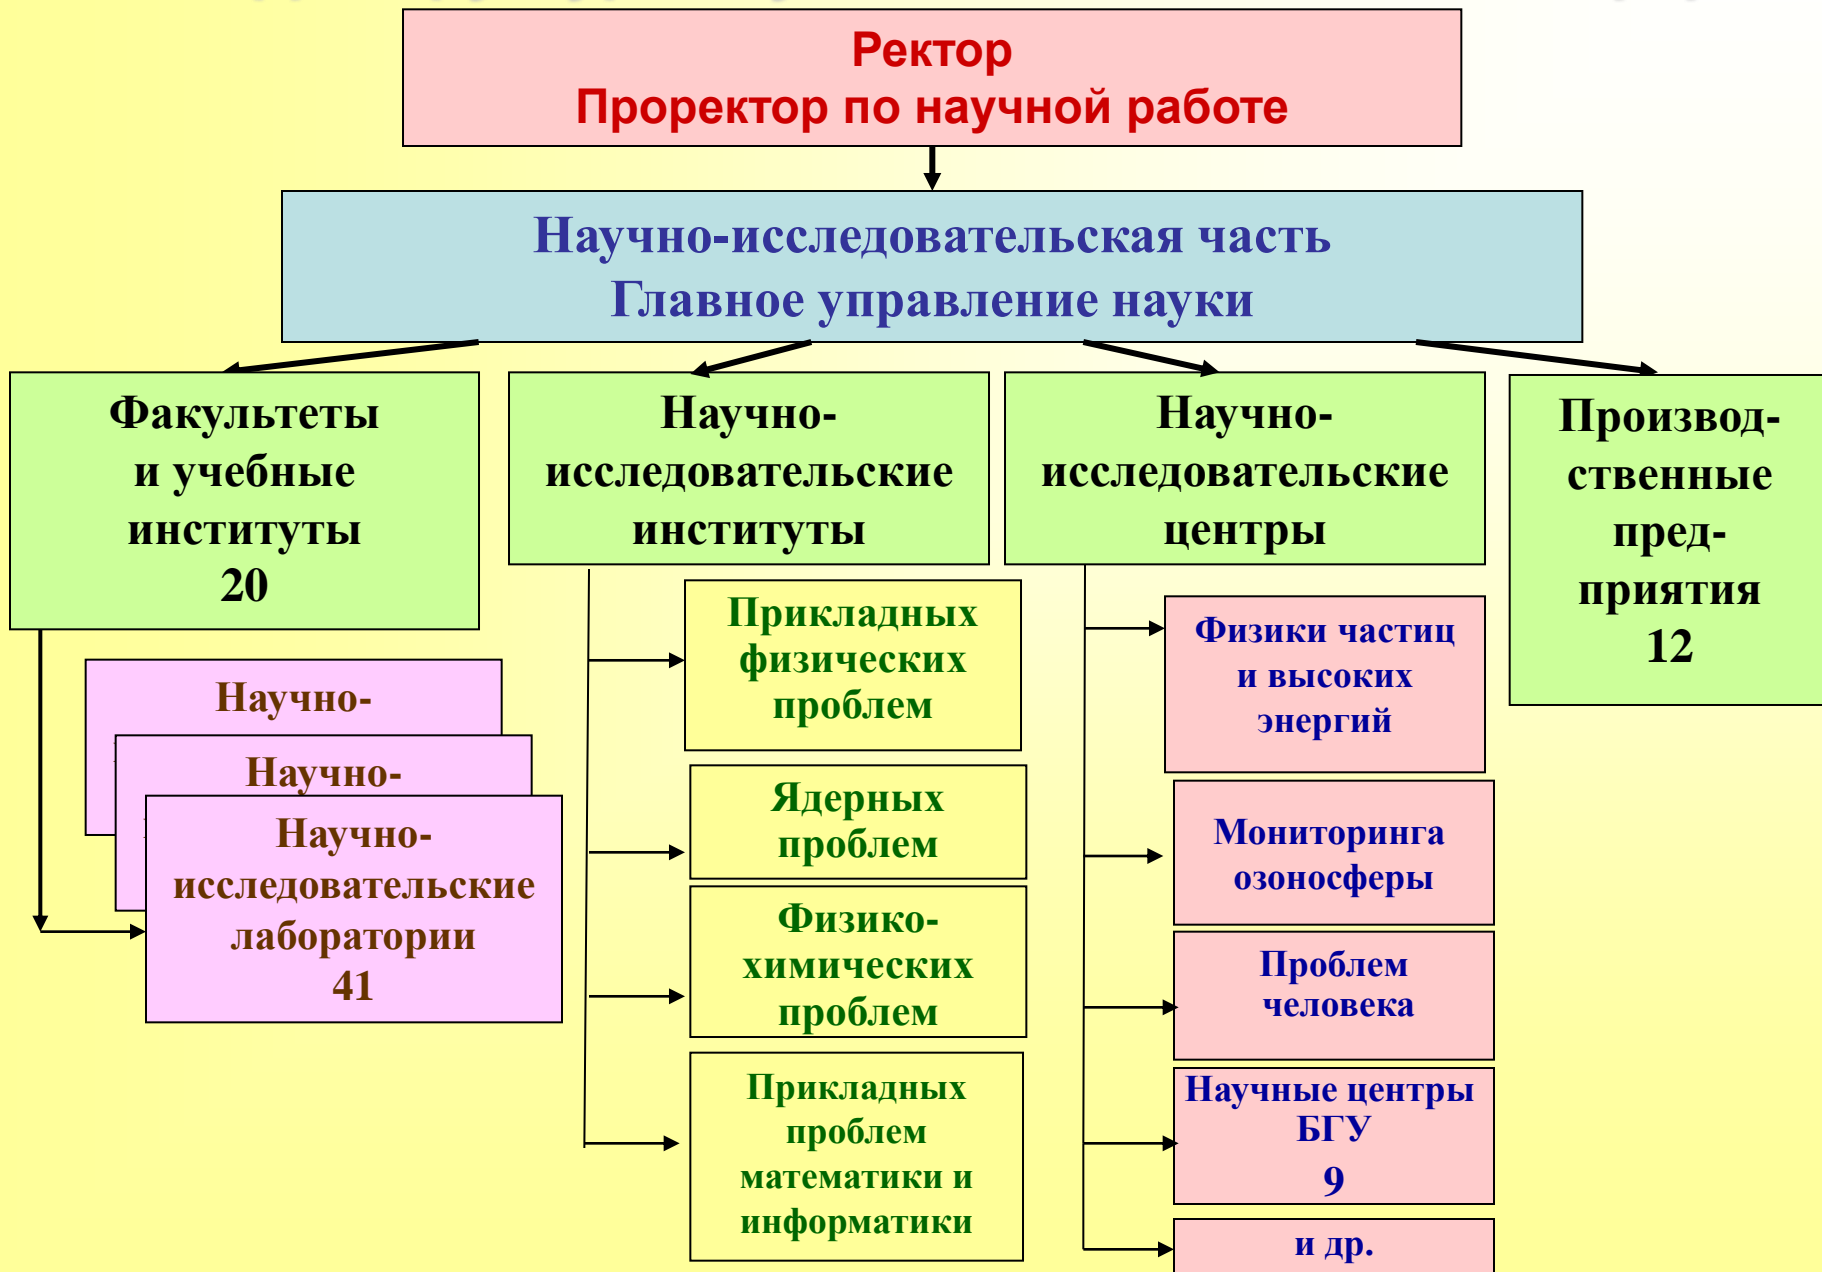 Ректор
Проректор по научной работе
Научно-исследовательская часть
Главное управление науки
Факультеты
и учебные
институты
20
Научно-
Научно-
Научно-
исследовательские
лаборатории
41
Научно-
исследовательские
институты
Прикладных
физических
проблем
Ядерных
проблем
Физико-
химических
проблем
Прикладных
проблем
математики и
информатики
Научно-
исследовательские
центры
Физики частиц
и высоких
энергий
Мониторинга
озоносферы
Проблем
человека
Научные центры
БГУ
9
и др.
Производ-
ственные
пред-
приятия
12